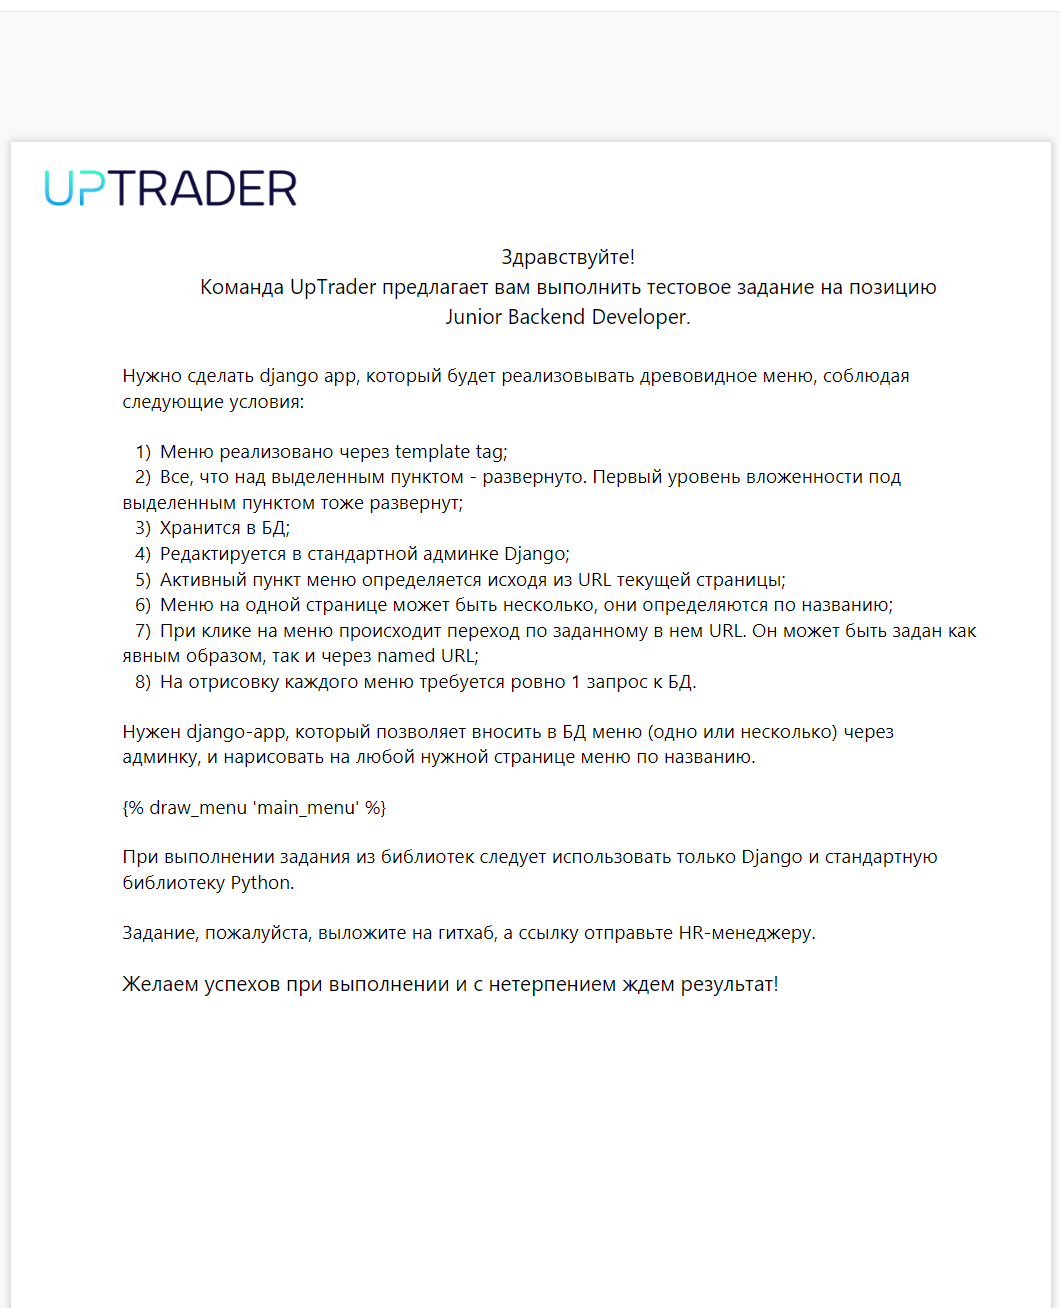 UPTRADER
Здравствуйте!
Команда UpTrader предлагает вам выполнить тестовое задание на позицию
Junior Backend Developer.
Нужно сделать django app, который будет реализовывать древовидное меню, соблюдая
следующие условия:
1) Меню реализовано через template tag;
2) Все, что над выделенным пунктом - развернуто. Первый уровень вложенности под
выделенным пунктом тоже развернут;
3) Хранится в БД;
4) Редактируется в стандартной админке Django;
5) Активный пункт меню определяется исходя из URL текущей страницы;
6) Меню на одной странице может быть несколько, они определяются по названию;
7) При клике на меню происходит переход по заданному в нем URL. Он может быть задан как
явным образом, так и через named URL;
8) На отрисовку каждого меню требуется ровно 1 запрос к БД.
Нужен django-app, который позволяет вносить в БД меню (одно или несколько) через
админку, и нарисовать на любой нужной странице меню по названию.
{% draw_menu 'main_menu' %}
При выполнении задания из библиотек следует использовать только Django и стандартную
библиотеку Python.
Задание, пожалуйста, выложите на гитхаб, а ссылку отправьте HR-менеджеру.
Желаем успехов при выполнении и с нетерпением ждем результат!